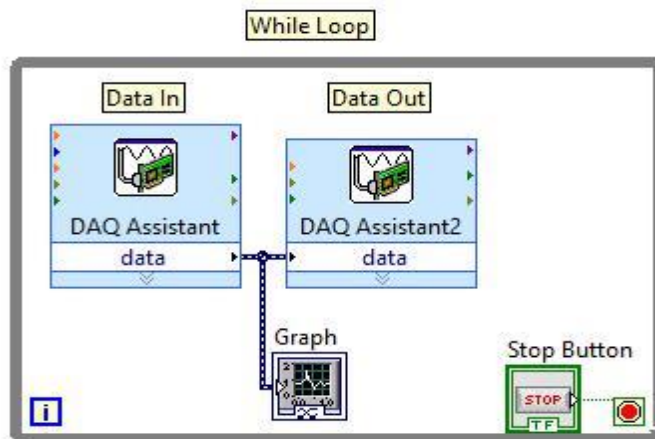 While Loop
Data In
Data Out
DAQ Assistant
DAQ Assistant2
data
data
Graph
Stop Button
STOP
TF
i